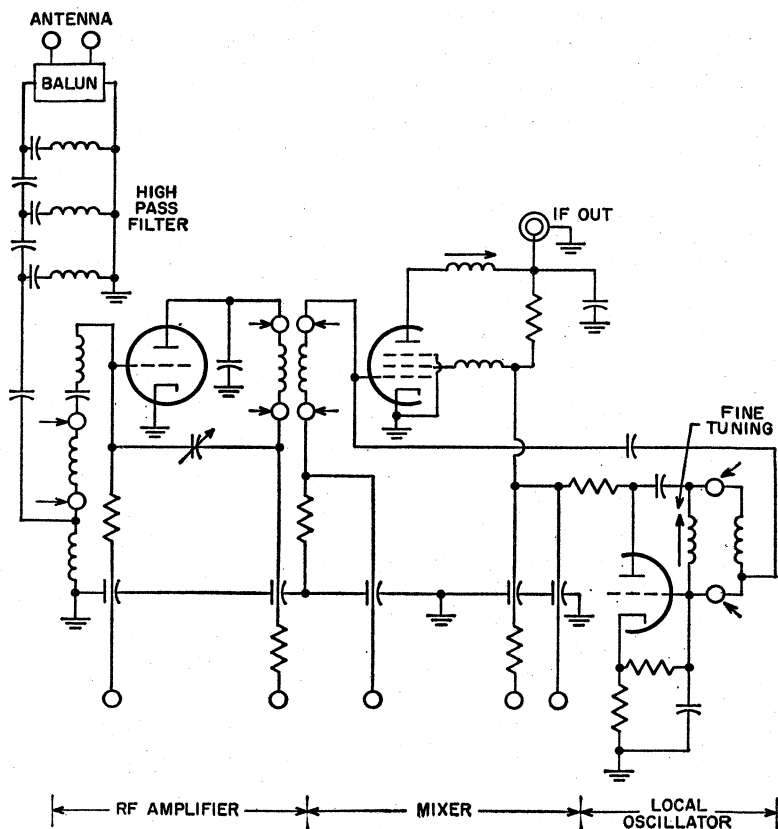 ANTENNA
BALUN
HIGH
PASS
FILTER
IF OUT
FINE
TUNING
RF AMPLIFIER
MIXER
LOCAL
OSCILLATOR